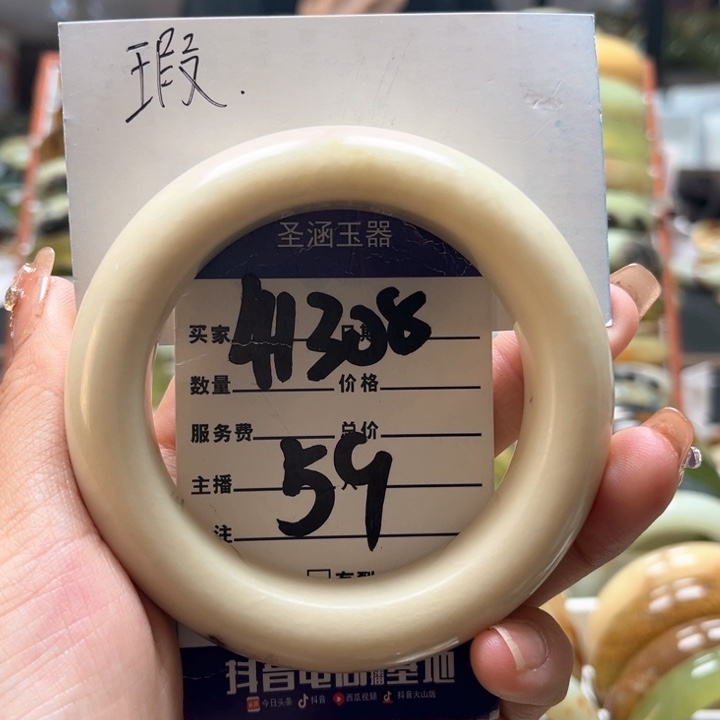 瑕.
圣涵玉器
买家
308
数量 价格
服务费 总价
59
主播
注
抖音电商直播基地
今日头条 抖音 西瓜视频 抖音火山版